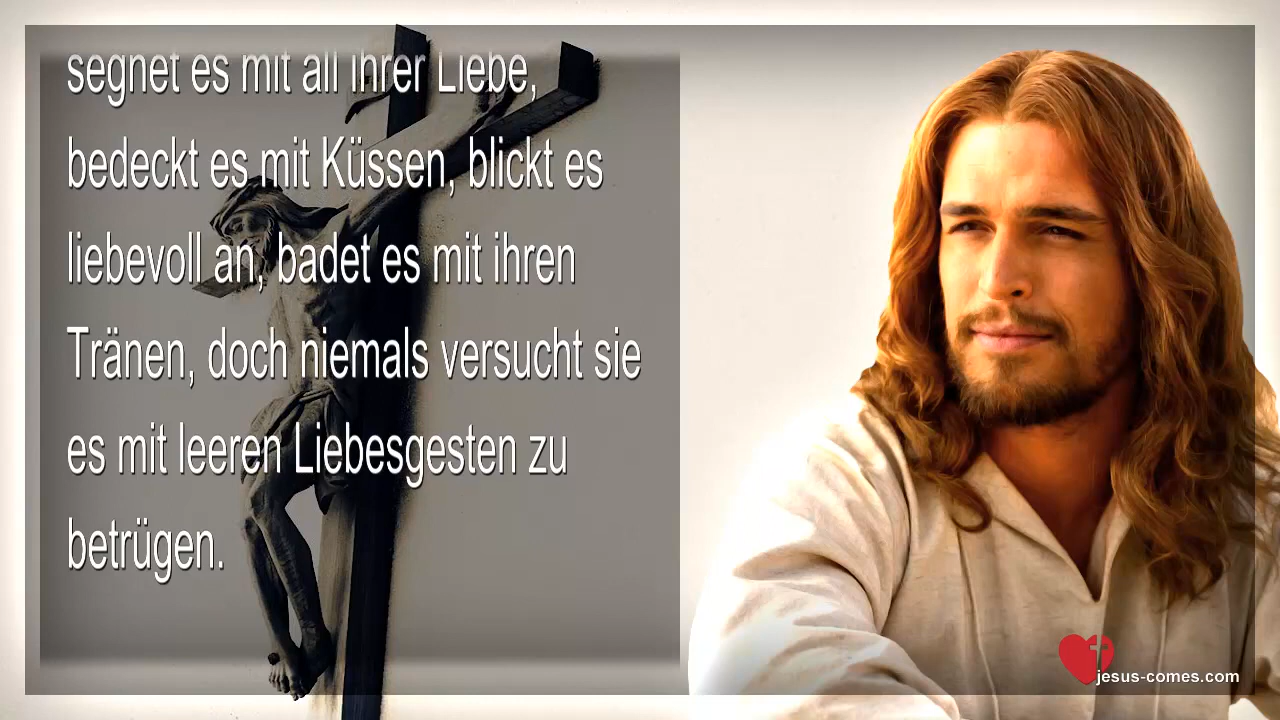 segnet es mit all ihrer Liebe,
bedeckt es mit Küssen, blickt es
liebevoll an, badet es mit ihren
Tränen, doch niemals versucht sie
es mit leeren Liebesgesten zu
betrügen.
jesus-comes.com